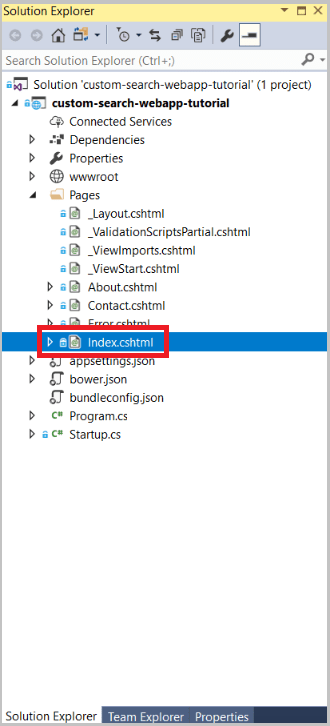 Solution Explorer
Search Solution Explorer (Ctrl+;)
Solution 'custom-search-webapp-tutorial' (1 project)
custom-search-webapp-tutorial
Connected Services
Dependencies
Properties
wwwroot
Pages
_Layout.cshtml
_ValidationScriptsPartial.cshtml
_ViewImports.cshtml
_ViewStart.cshtml
About.cshtml
Contact.cshtml
Error.cshtml
Index.cshtml
appsettings.json
bower.json
bundleconfig.json
C# Program.cs
C# Startup.cs
Solution Explorer Team Explorer Properties